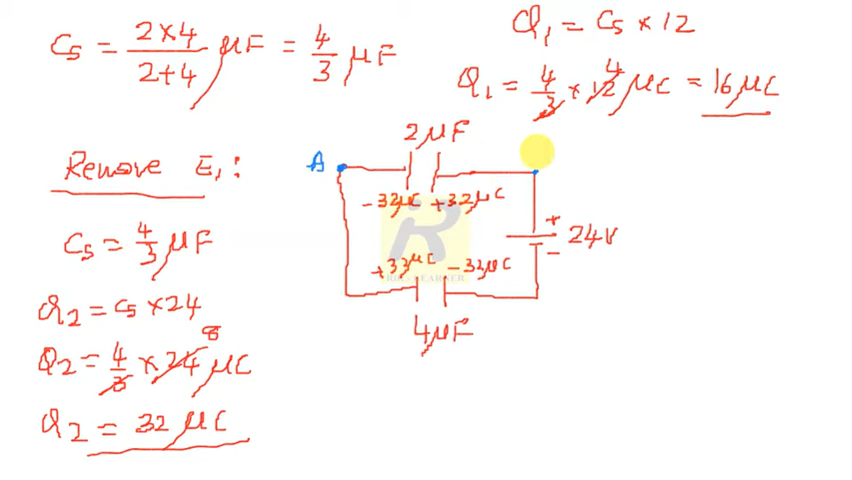 C5 = 2×4 / 2+4 μF = 4/3 μF
Q1 = C5 × 12
Q1 = 4/3 × 12 4 μC = 16 μC
Remove E1:
C5 = 4/3 μF
Q2 = C5 × 24
Q2 = 4/3 × 24 8 μC
Q2 = 32 μC
2μF
A
-32μC +32μC
+ 24V
-
+32μC -32μC
4μF